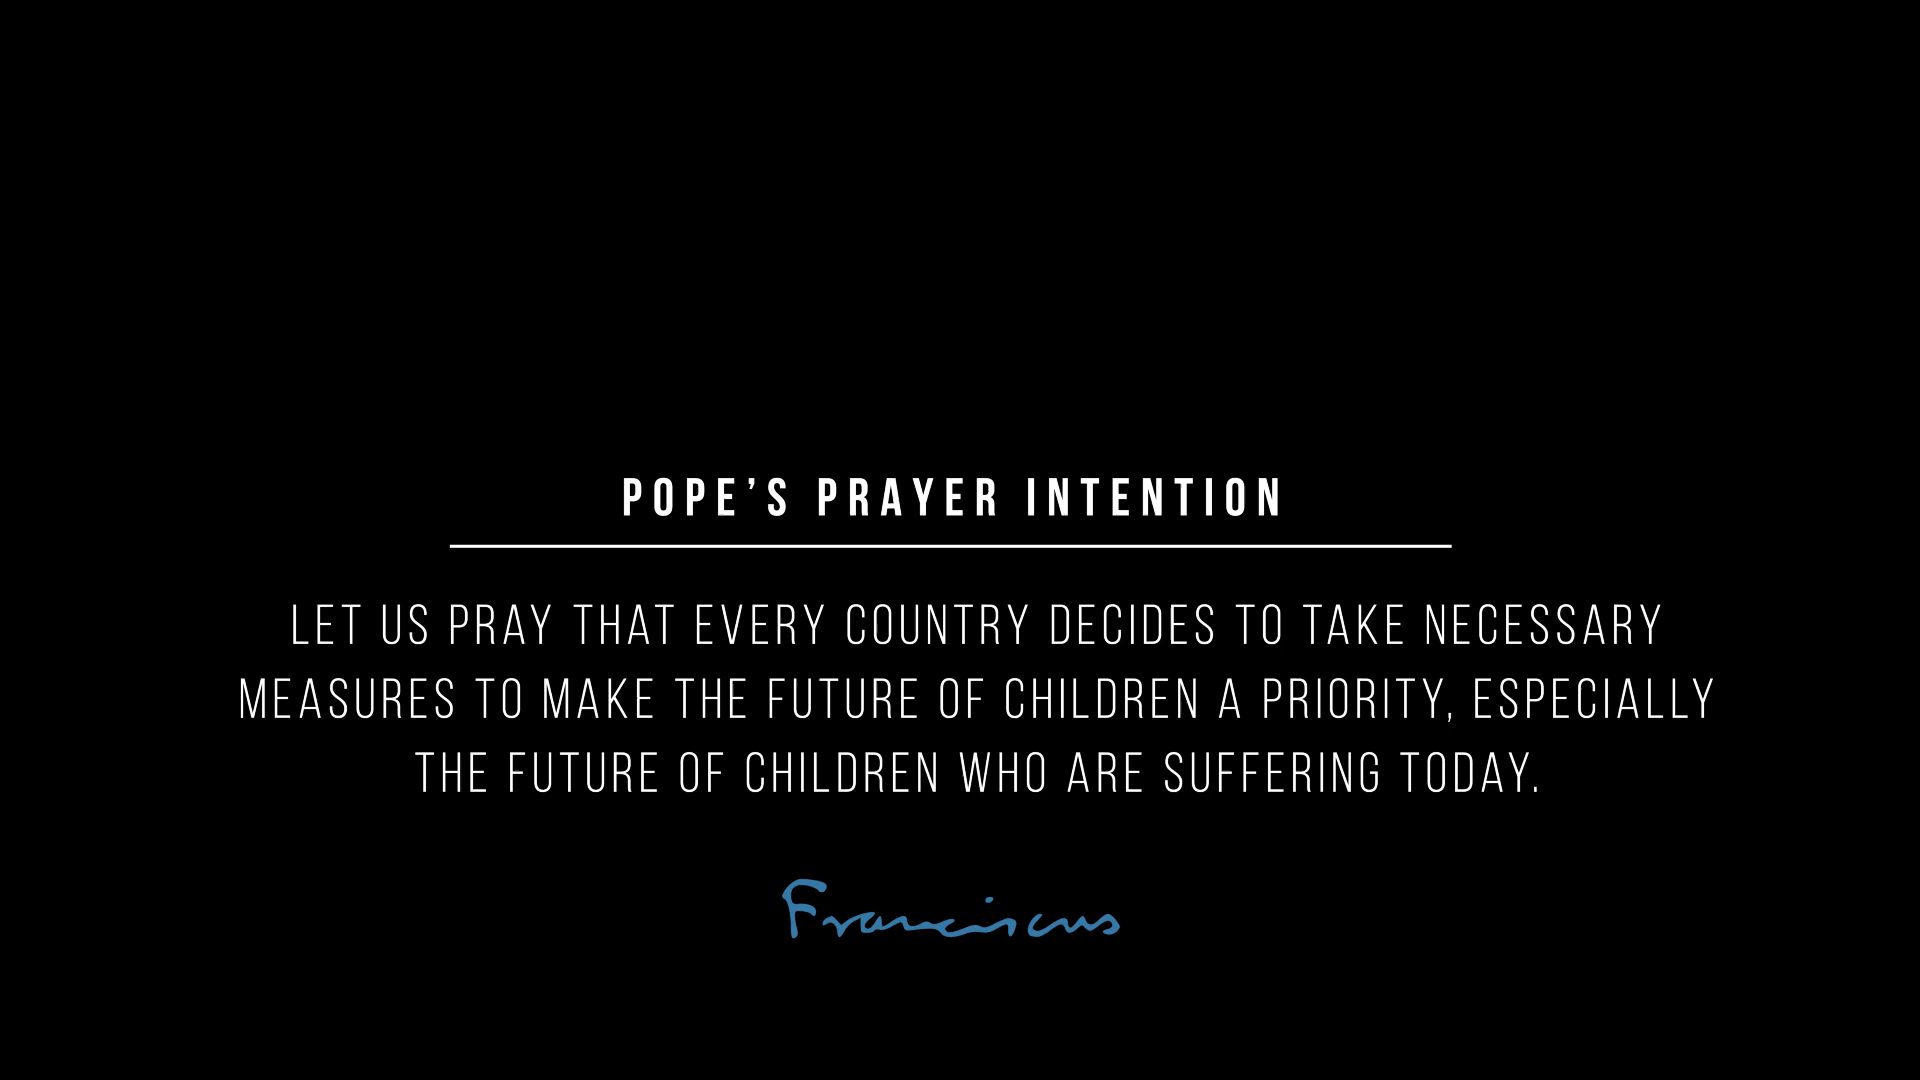 POPE’S PRAYER INTENTION
LET US PRAY THAT EVERY COUNTRY DECIDES TO TAKE NECESSARY
MEASURES TO MAKE THE FUTURE OF CHILDREN A PRIORITY, ESPECIALLY
THE FUTURE OF CHILDREN WHO ARE SUFFERING TODAY.
Franciscus